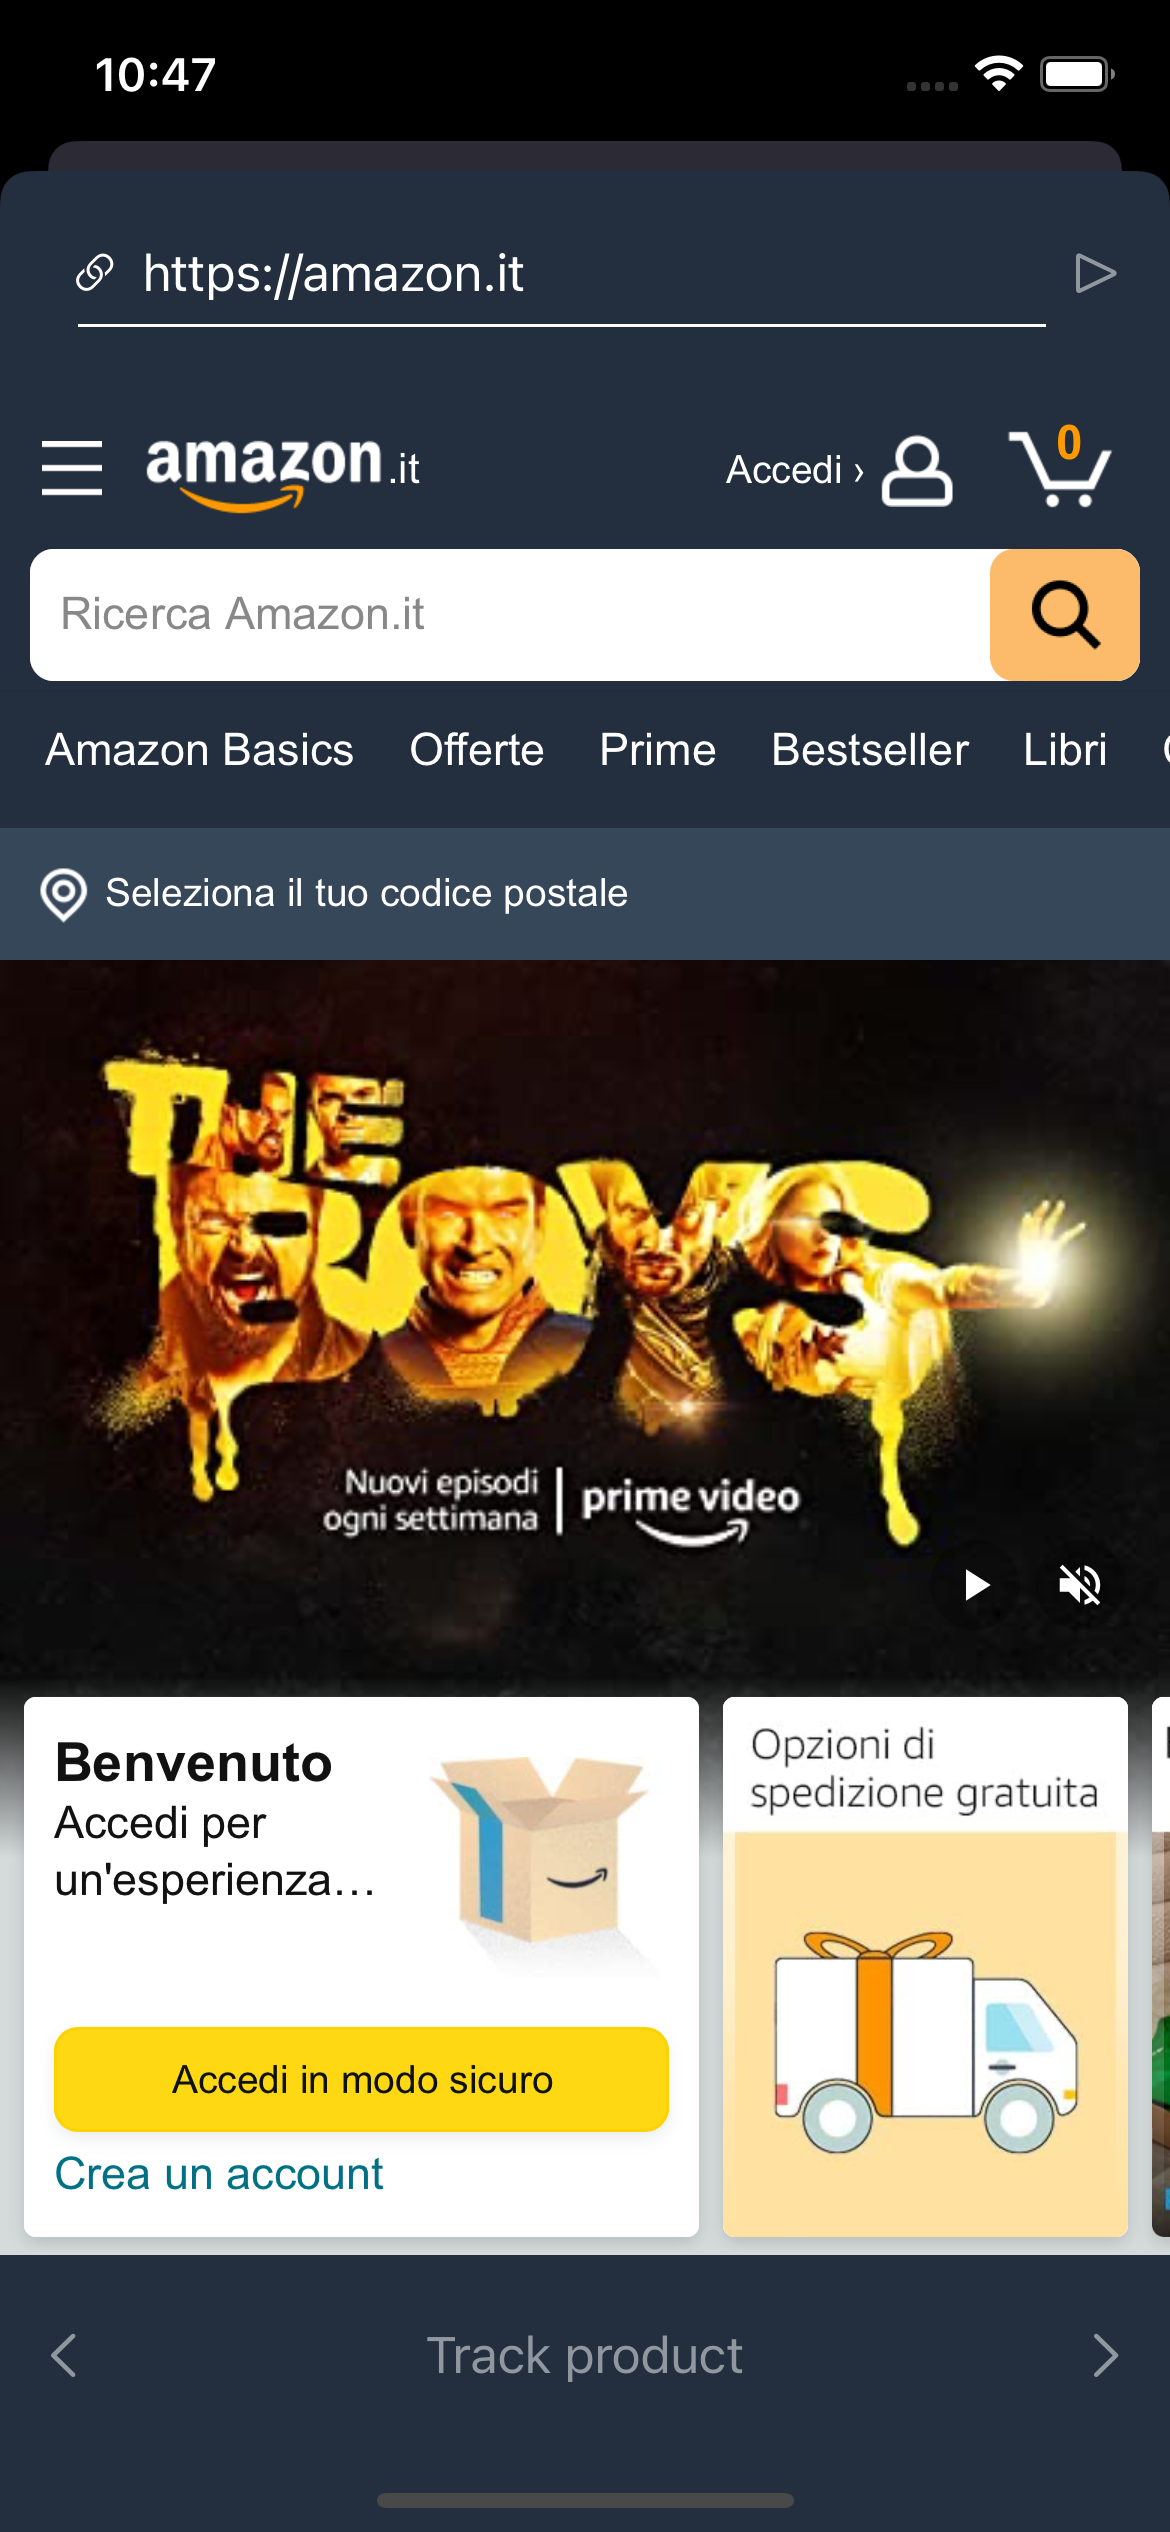 10:47
https://amazon.it
amazon.it
Accedi ›
0
Ricerca Amazon.it
Amazon Basics Offerte Prime Bestseller Libri
Seleziona il tuo codice postale
THE
BOYS
Nuovi episodi
ogni settimana
prime video
Benvenuto
Accedi per
un'esperienza…
Accedi in modo sicuro
Crea un account
Opzioni di
spedizione gratuita
Track product